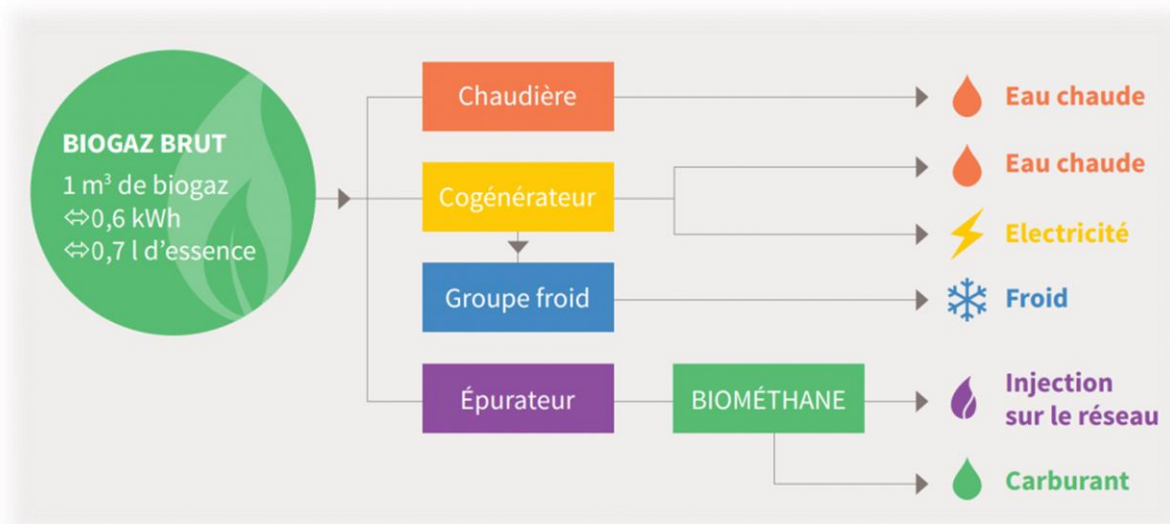 BIOGAZ BRUT
1 m³ de biogaz
⇔0,6 kWh
⇔0,7 l d’essence
Chaudière
Eau chaude
Cogénérateur
Eau chaude
Electricité
Groupe froid
Froid
Épurateur
BIOMÉTHANE
Injection
sur le réseau
Carburant